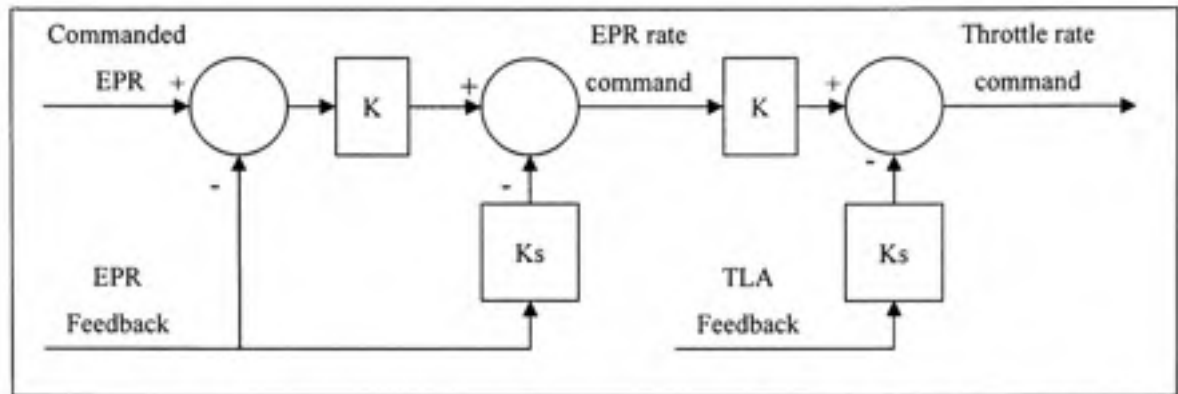 Commanded
EPR
+
-
K
+
-
EPR rate
command
K
+
-
Throttle rate
command
Ks
Ks
EPR
Feedback
TLA
Feedback